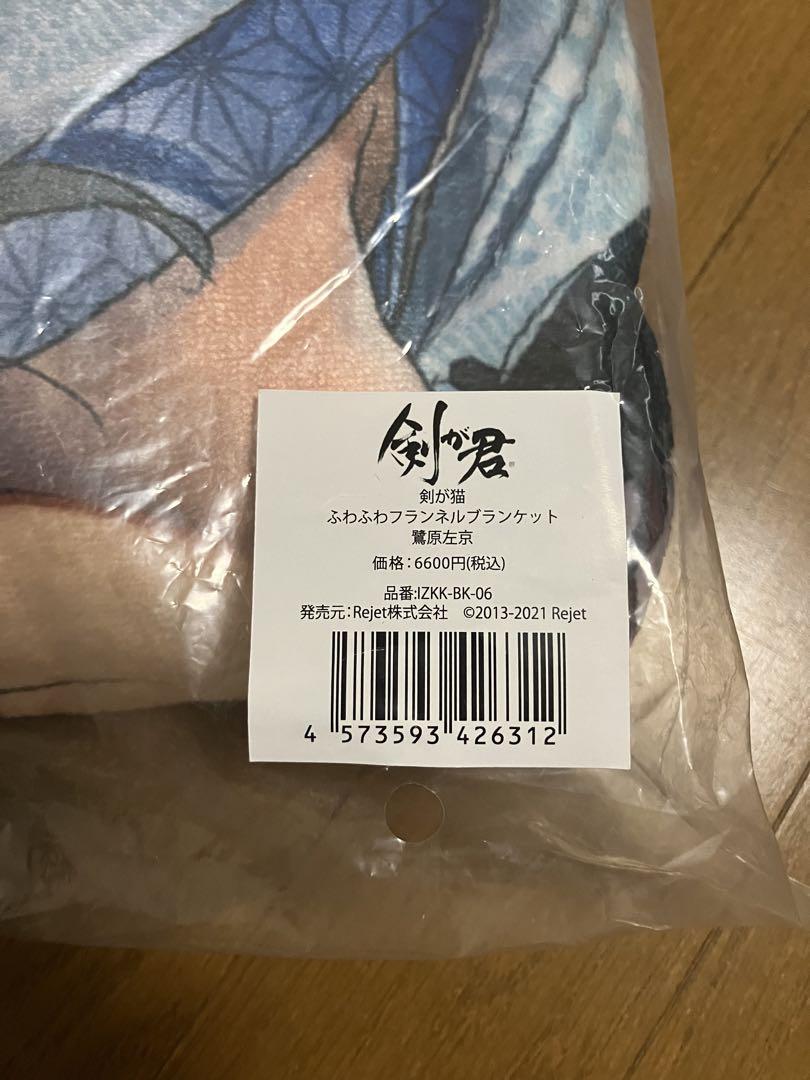 剣が君
剣が猫
ふわふわフランネルブランケット
鷺原左京
価格：6600円(税込)
品番:IZKK-BK-06
発売元：Rejet株式会社　©2013-2021 Rejet
4 573593 426312